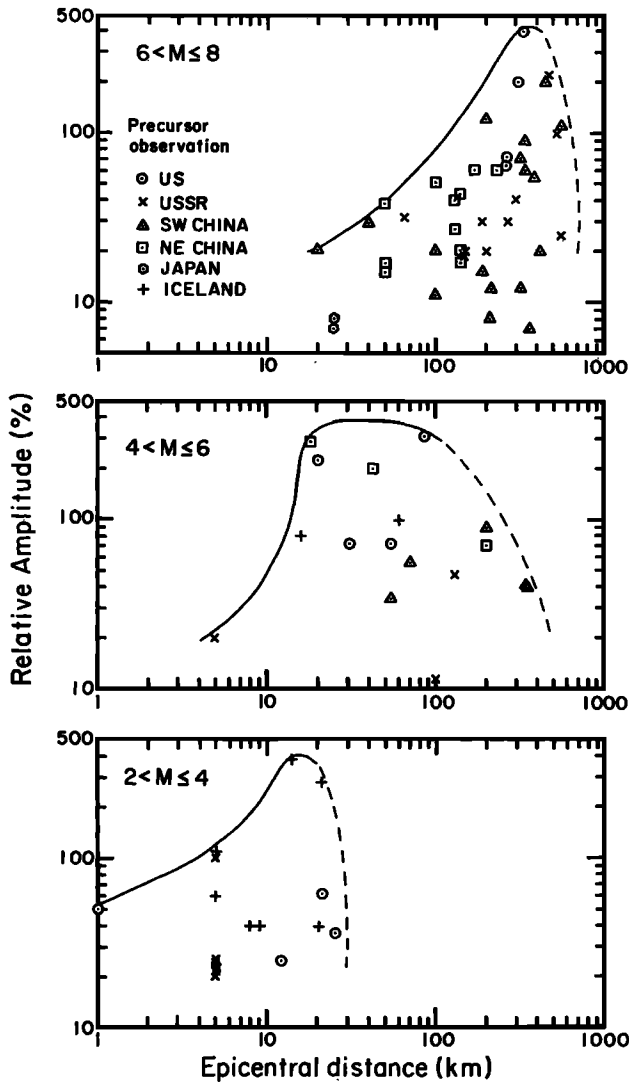 500
6<M≤8
100
Precursor
observation
US
USSR
SW CHINA
NE CHINA
JAPAN
ICELAND
10
1 10 100 1000
500
4<M≤6
100
10
1 10 100 1000
500
2<M≤4
100
10
1 10 100 1000
Relative Amplitude (%)
Epicentral distance (km)